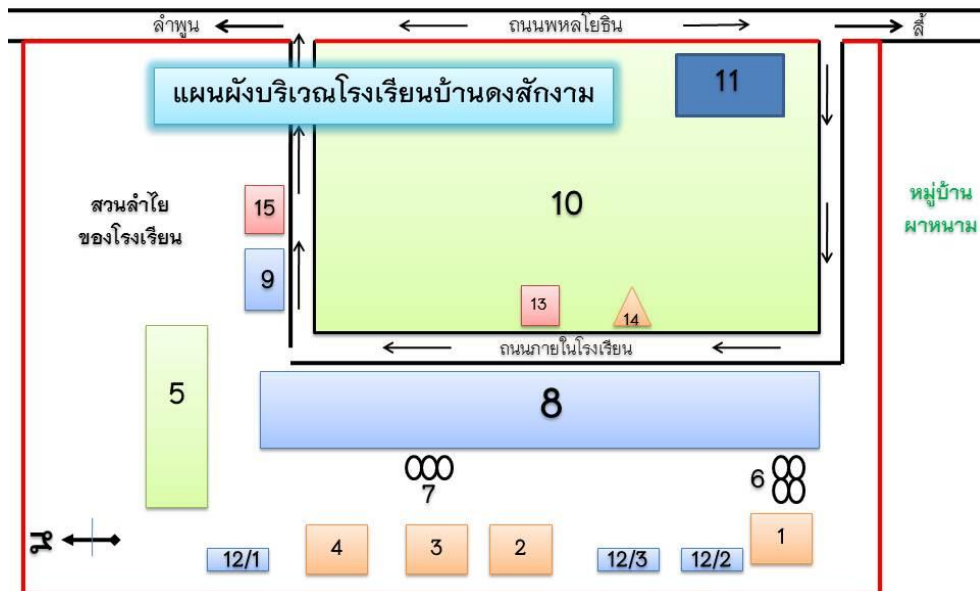 ลำพูน
ถนนพหลโยธิน
ลี้
แผนผังบริเวณโรงเรียนบ้านดงสักงาม
11
สวนลำไย
ของโรงเรียน
15
10
หมู่บ้าน
ผาหนาม
9
13
14
ถนนภายในโรงเรียน
5
8
7
6
น
12/1
4
3
2
12/3
12/2
1